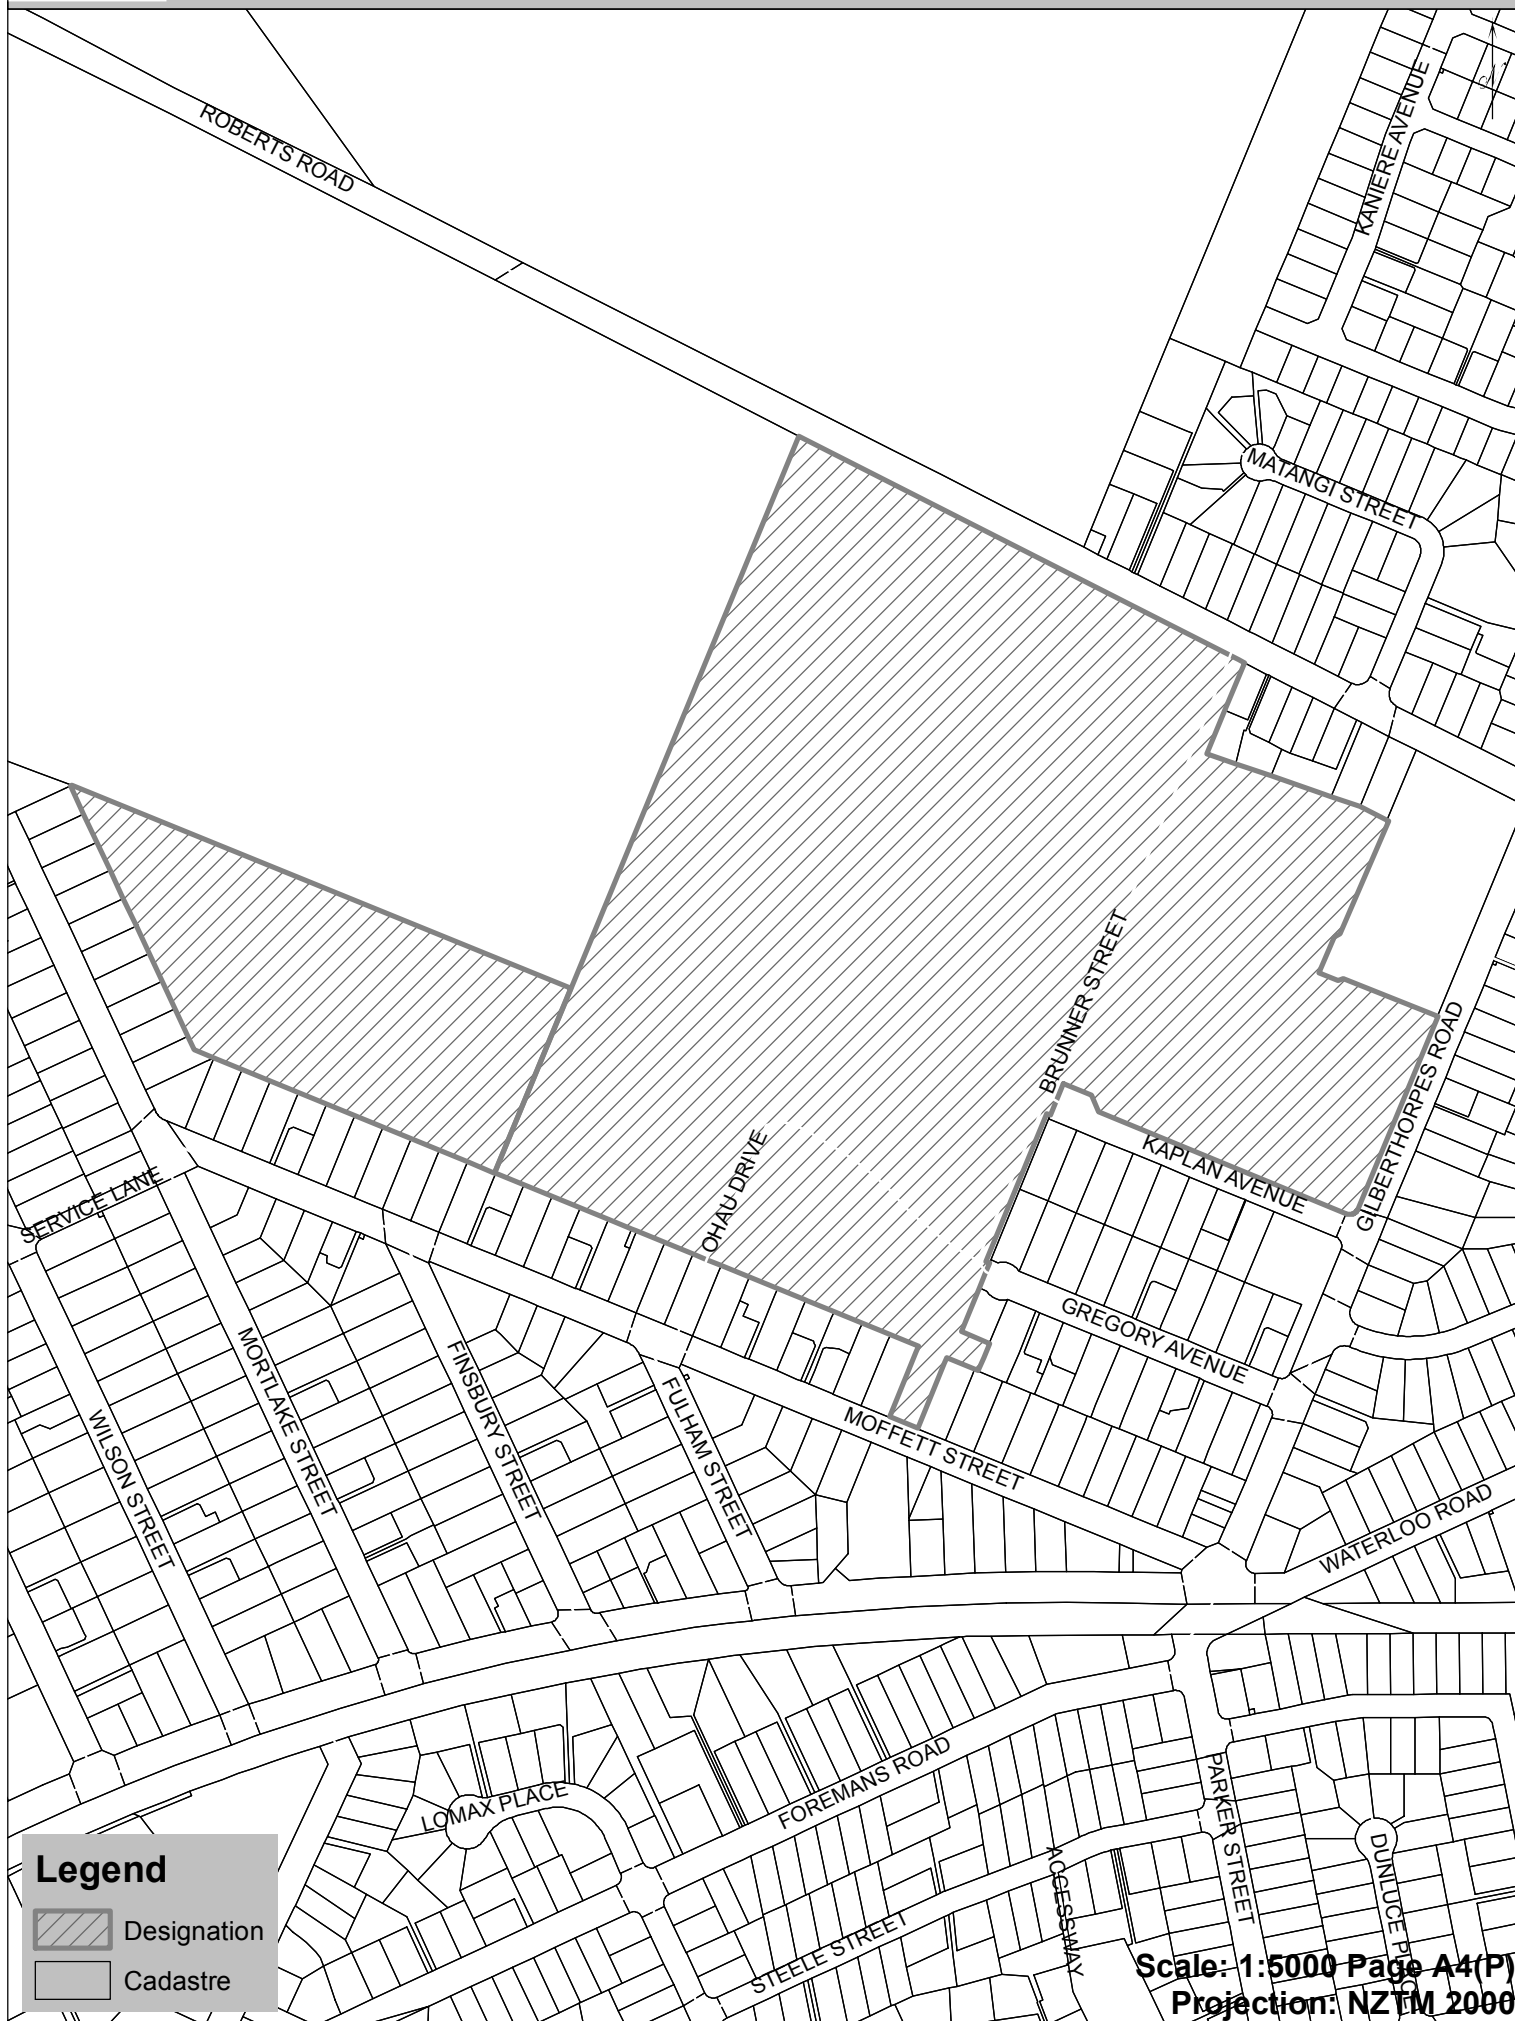 ROBERTS ROAD
KANIERE AVENUE
MATANGI STREET
BRUNNER STREET
GILBERTHORPES ROAD
OHAU DRIVE
KAPLAN AVENUE
SERVICE LANE
GREGORY AVENUE
MORTLAKE STREET
FINSBURY STREET
FULHAM STREET
WILSON STREET
MOFFETT STREET
WATERLOO ROAD
LOMAX PLACE
FOREMANS ROAD
PARKER STREET
DUNLUCE PLACE
ACCESSWAY
STEELE STREET
Legend
Designation
Cadastre
Scale: 1:5000 Page A4(P)
Projection: NZTM 2000